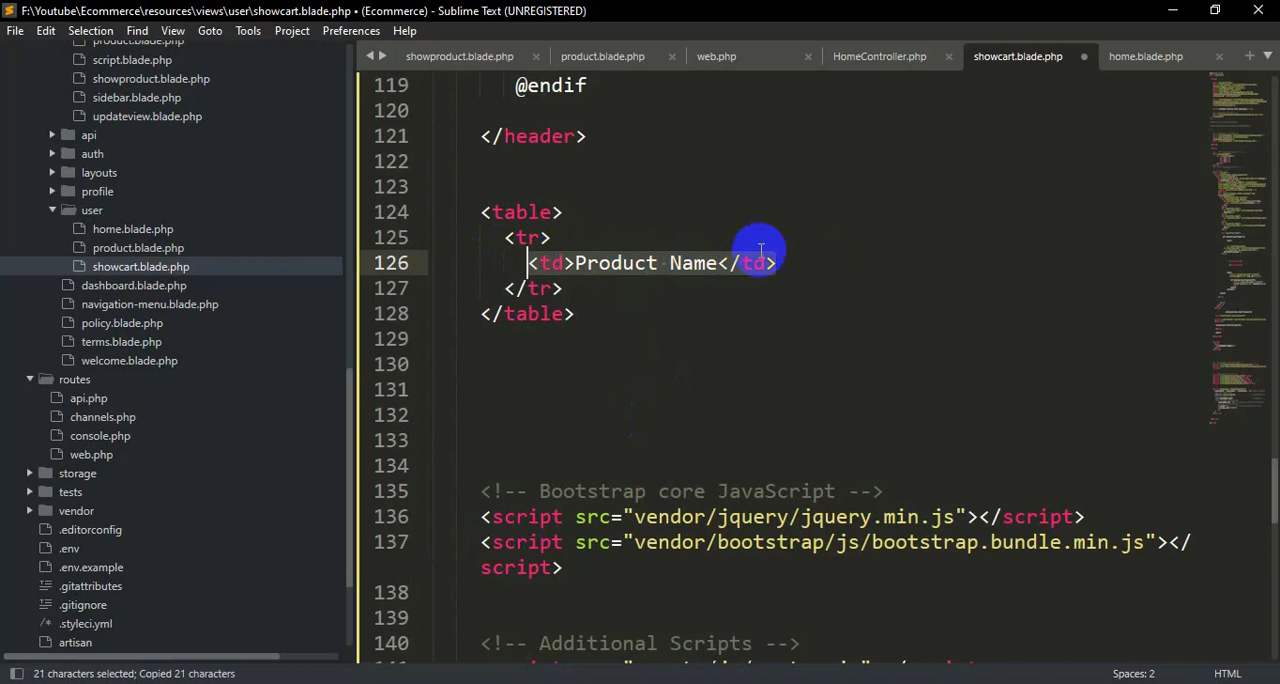 F:\Youtube\Ecommerce\resources\views\user\showcart.blade.php • (Ecommerce) - Sublime Text (UNREGISTERED)
File Edit Selection Find View Goto Tools Project Preferences Help
product.blade.php
script.blade.php
showproduct.blade.php
sidebar.blade.php
updateview.blade.php
api
auth
layouts
profile
user
home.blade.php
product.blade.php
showcart.blade.php
dashboard.blade.php
navigation-menu.blade.php
policy.blade.php
terms.blade.php
welcome.blade.php
routes
api.php
channels.php
console.php
web.php
storage
tests
vendor
.editorconfig
.env
.env.example
.gitattributes
.gitignore
.styleci.yml
artisan
showproduct.blade.php product.blade.php web.php HomeController.php showcart.blade.php home.blade.php
119 @endif
120
121 </header>
122
123
124 <table>
125 <tr>
126 <td>Product Name</td>
127 </tr>
128 </table>
129
130
131
132
133
134
135 <!-- Bootstrap core JavaScript -->
136 <script src="vendor/jquery/jquery.min.js"></script>
137 <script src="vendor/bootstrap/js/bootstrap.bundle.min.js"></
script>
138
139
140 <!-- Additional Scripts -->
21 characters selected; Copied 21 characters Spaces: 2 HTML